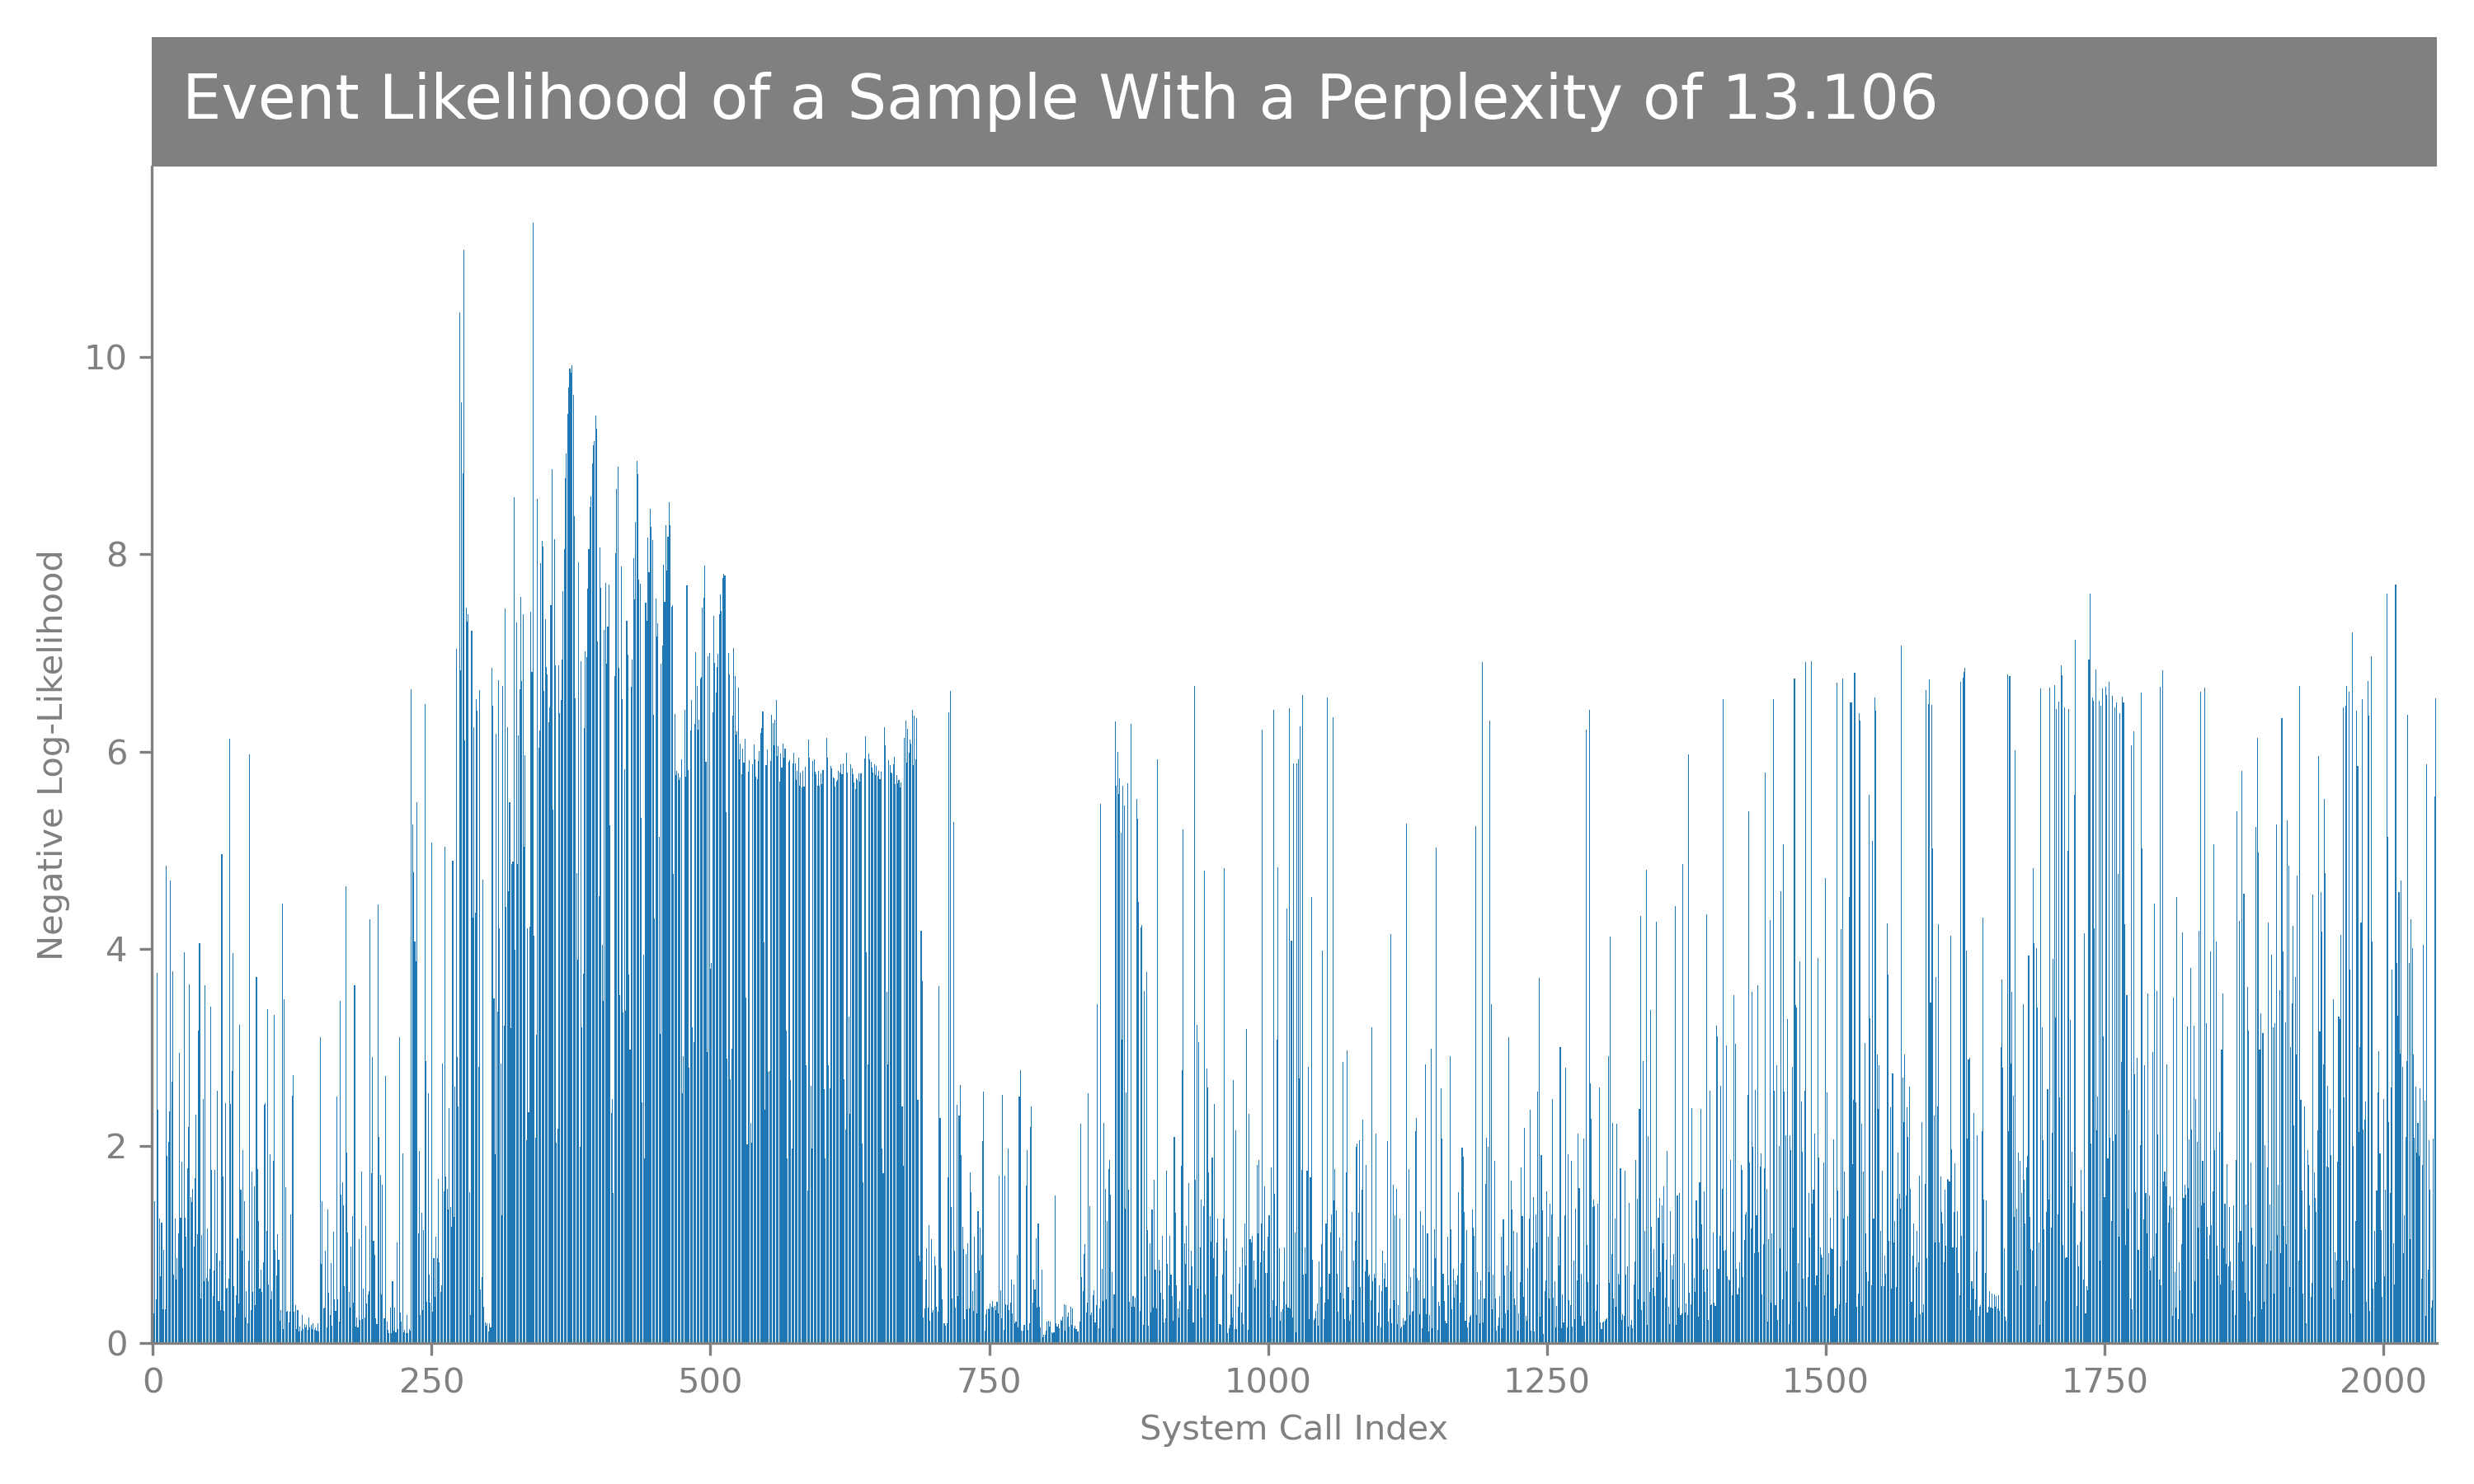 Event Likelihood of a Sample With a Perplexity of 13.106
Negative Log-Likelihood
10
8
6
4
2
0
0 250 500 750 1000 1250 1500 1750 2000
System Call Index